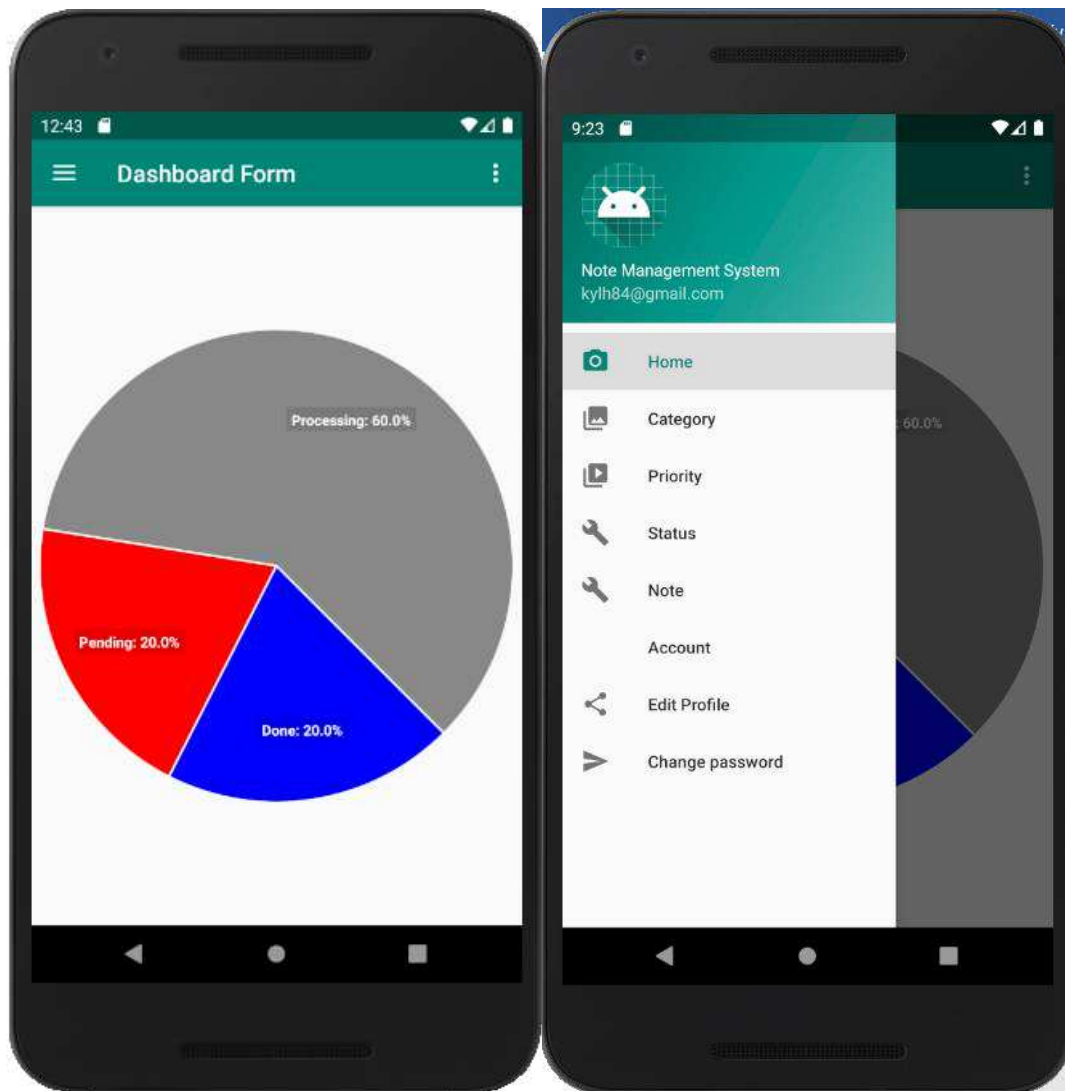 12:43
Dashboard Form
Processing: 60.0%
Pending: 20.0%
Done: 20.0%
9:23
Note Management System
kylh84@gmail.com
Home
Category
: 60.0%
Priority
Status
Note
Account
Edit Profile
Change password